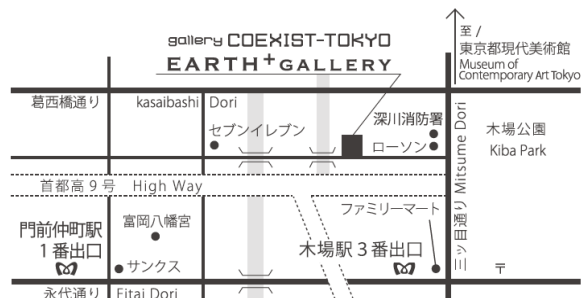 gallery COEXIST-TOKYO
EARTH+GALLERY
至 /
東京都現代美術館
Museum of
Contemporary Art Tokyo
葛西橋通り kasaibashi Dori
セブンイレブン
深川消防署
ローソン
三ッ目通り Mitsume Dori
木場公園
Kiba Park
首都高9号 High Way
門前仲町駅
1番出口
富岡八幡宮
サンクス
ファミリーマート
木場駅3番出口
〒
永代通り Eitai Dori